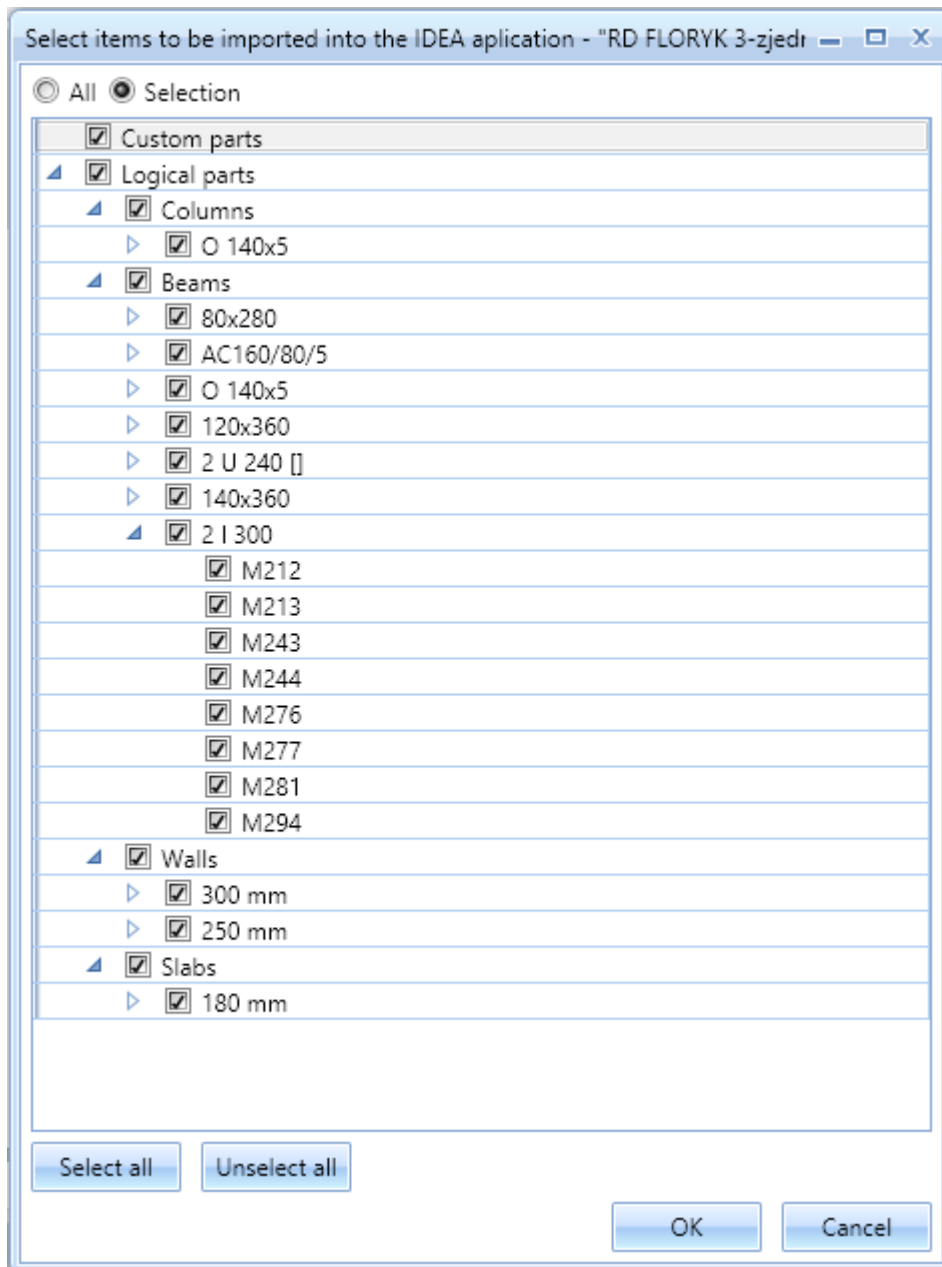 Select items to be imported into the IDEA aplication - "RD FLORYK 3-zjedr
All Selection
Custom parts
Logical parts
Columns
O 140x5
Beams
80x280
AC160/80/5
O 140x5
120x360
2 U 240 []
140x360
2 I 300
M212
M213
M243
M244
M276
M277
M281
M294
Walls
300 mm
250 mm
Slabs
180 mm
Select all Unselect all
OK Cancel